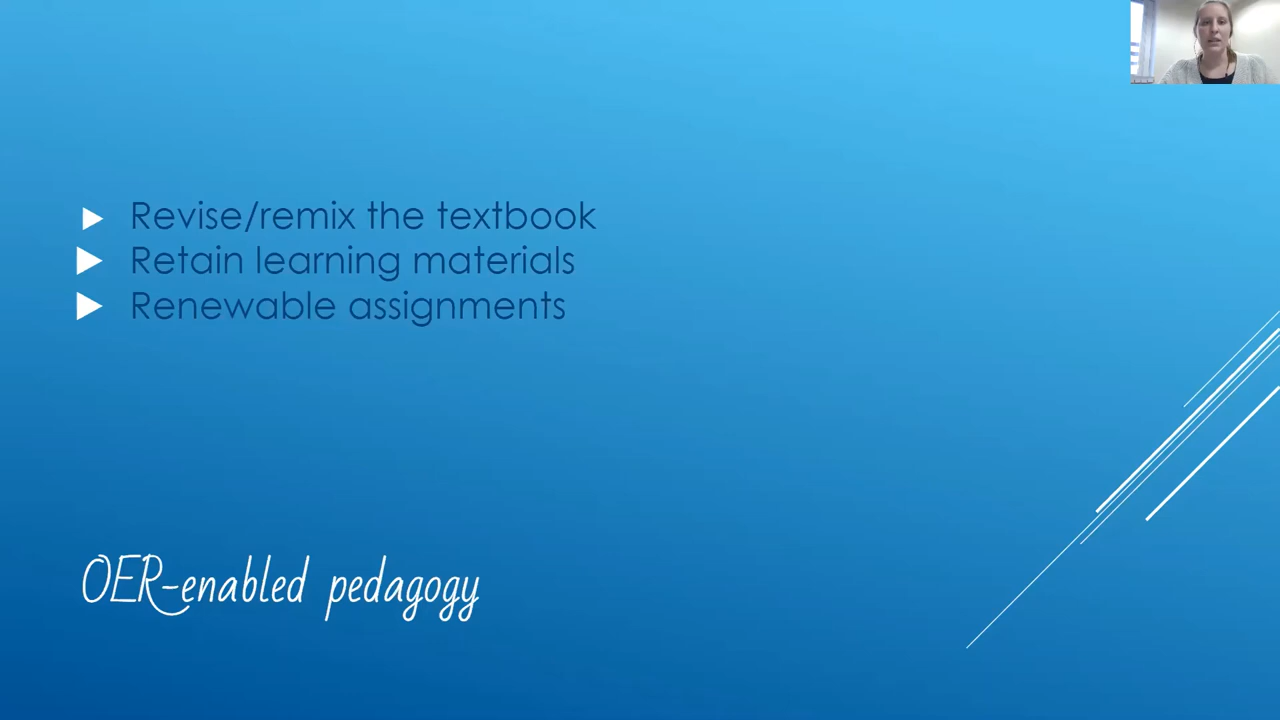 Revise/remix the textbook
Retain learning materials
Renewable assignments
OER-enabled pedagogy